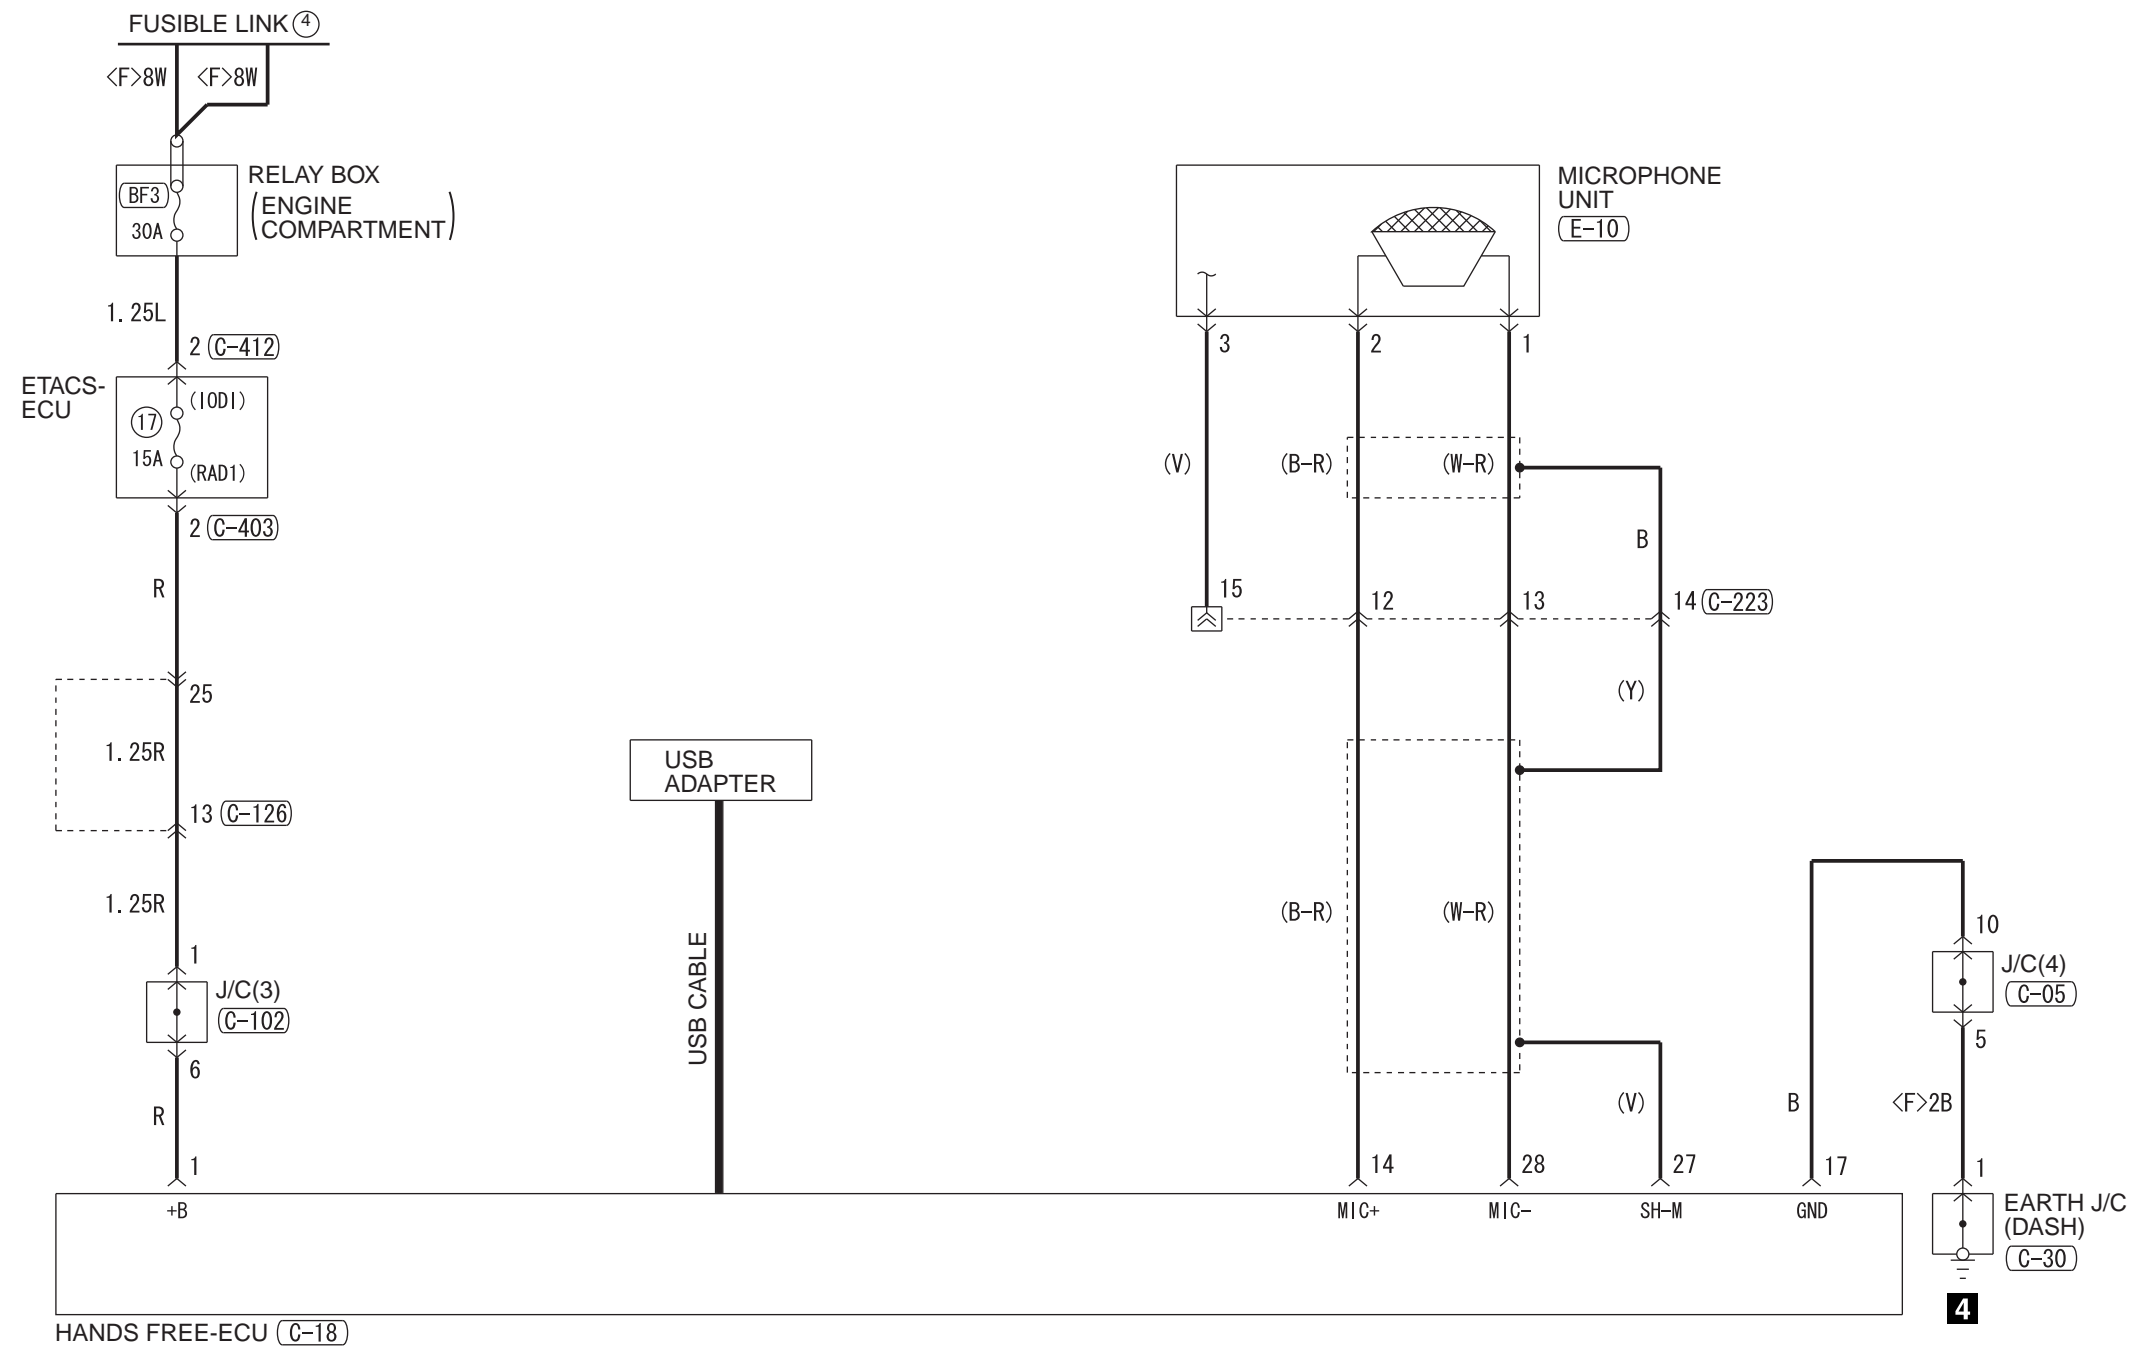 FUSIBLE LINK 4
<F>8W <F>8W
RELAY BOX
(ENGINE
COMPARTMENT)
BF3
30A
1.25L
2 C-412
ETACS-
ECU
(IOD1)
17
15A
(RAD1)
2 C-403
R
25
1.25R
13 C-126
1.25R
1
J/C(3)
C-102
6
R
1
+B
USB
ADAPTER
USB CABLE
MICROPHONE
UNIT
E-10
3 2 1
(V) (B-R) (W-R)
B
15
12 13 14 C-223
(Y)
(B-R) (W-R)
(V)
14 28 27 17
MIC+ MIC- SH-M GND
B
10
J/C(4)
C-05
5
<F>2B
1
EARTH J/C
(DASH)
C-30
4
HANDS FREE-ECU C-18